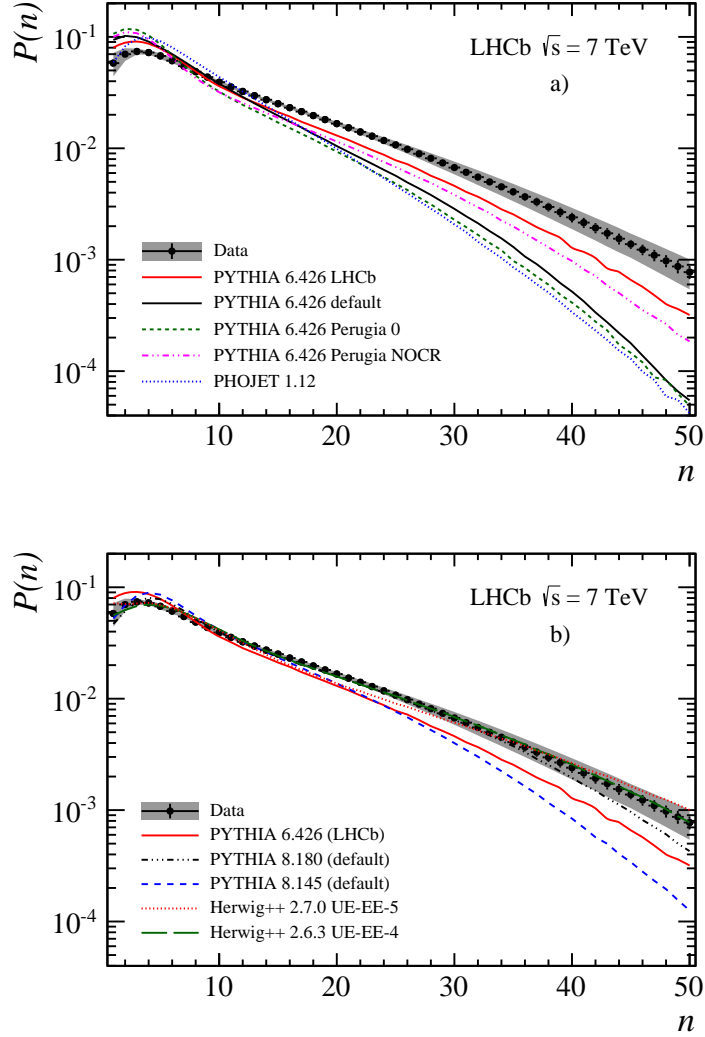 P(n)
LHCb √s = 7 TeV
a)
10⁻¹
10⁻²
10⁻³
10⁻⁴
Data
PYTHIA 6.426 LHCb
PYTHIA 6.426 default
PYTHIA 6.426 Perugia 0
PYTHIA 6.426 Perugia NOCR
PHOJET 1.12
10 20 30 40 50
n
P(n)
LHCb √s = 7 TeV
b)
10⁻¹
10⁻²
10⁻³
10⁻⁴
Data
PYTHIA 6.426 (LHCb)
PYTHIA 8.180 (default)
PYTHIA 8.145 (default)
Herwig++ 2.7.0 UE-EE-5
Herwig++ 2.6.3 UE-EE-4
10 20 30 40 50
n